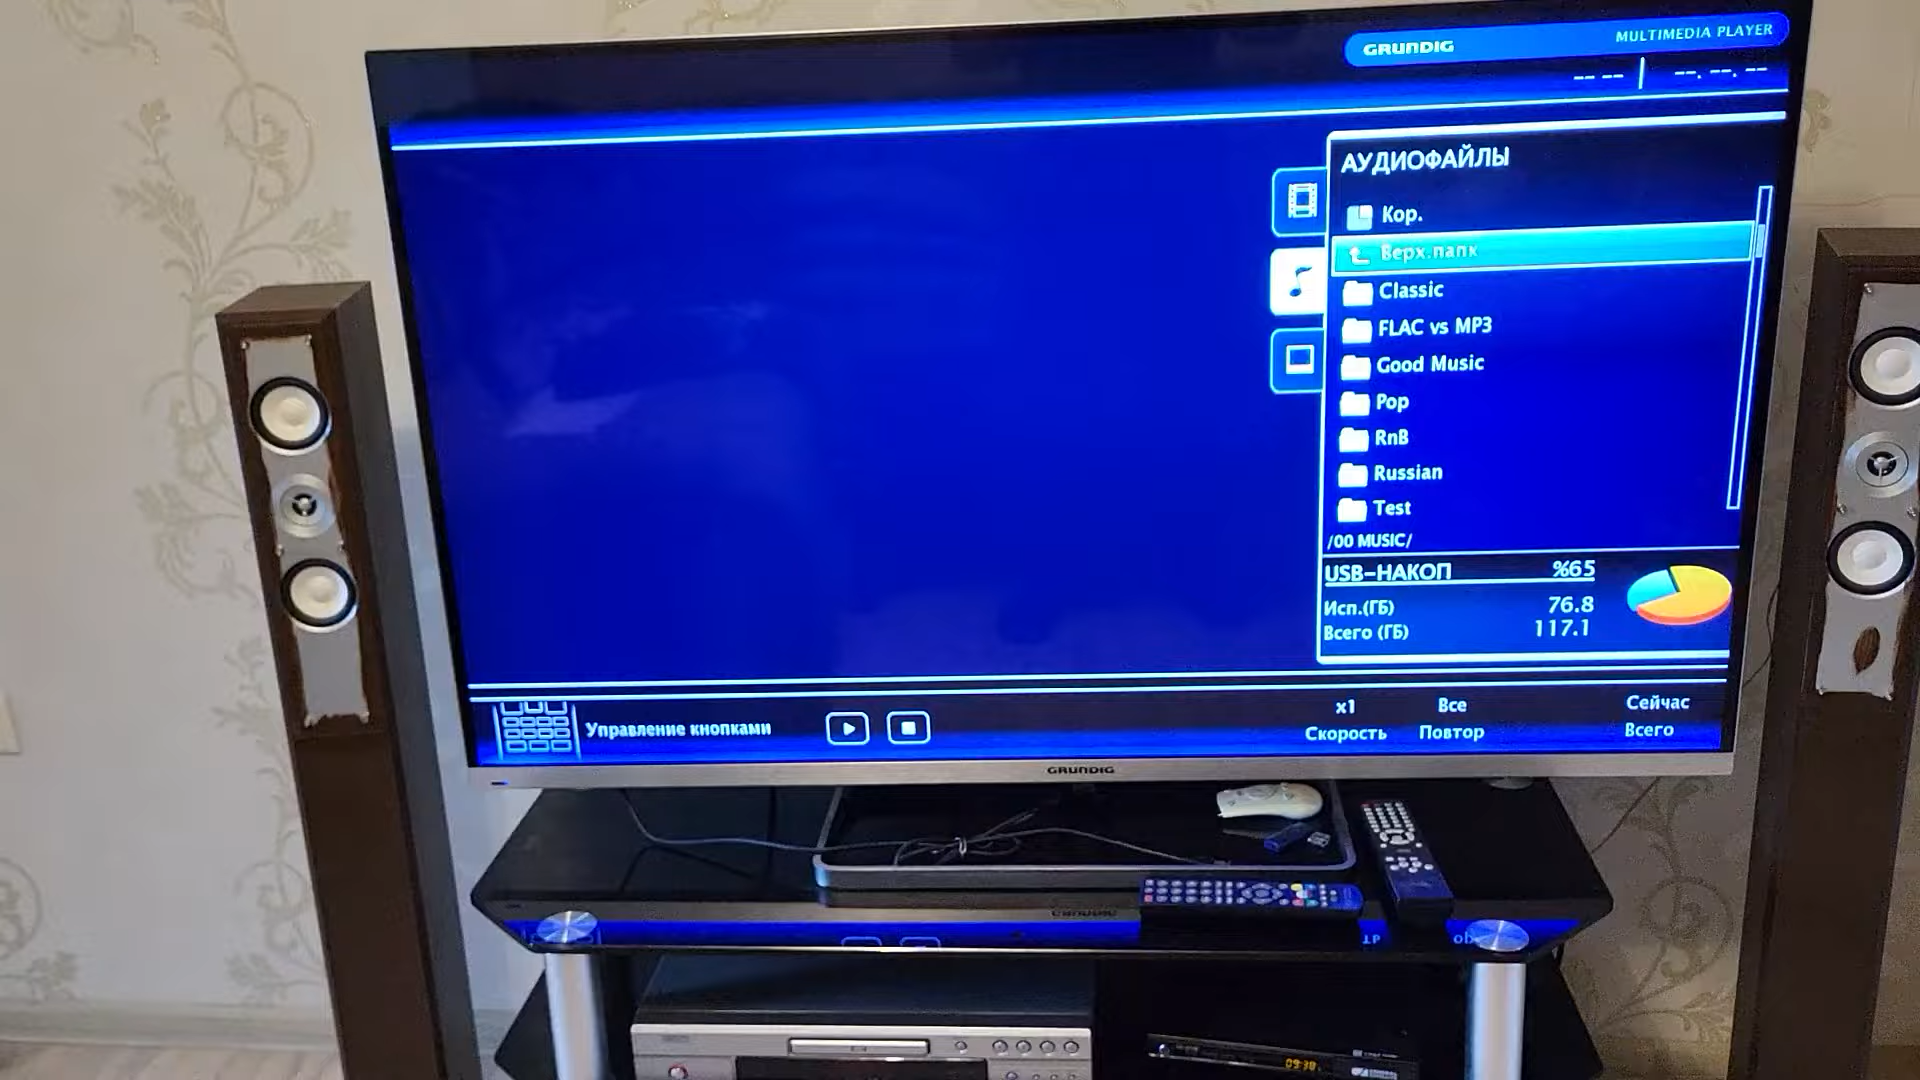 GRUNDIG MULTIMEDIA PLAYER
-- -- | --. --. --
АУДИОФАЙЛЫ
Кор.
Верх.папк
Classic
FLAC vs MP3
Good Music
Pop
RnB
Russian
Test
/00 MUSIC/
USB-НАКОП %65
Исп.(ГБ) 76.8
Всего (ГБ) 117.1
Управление кнопками
x1 Все Сейчас
Скорость Повтор Всего
GRUNDIG
09:38